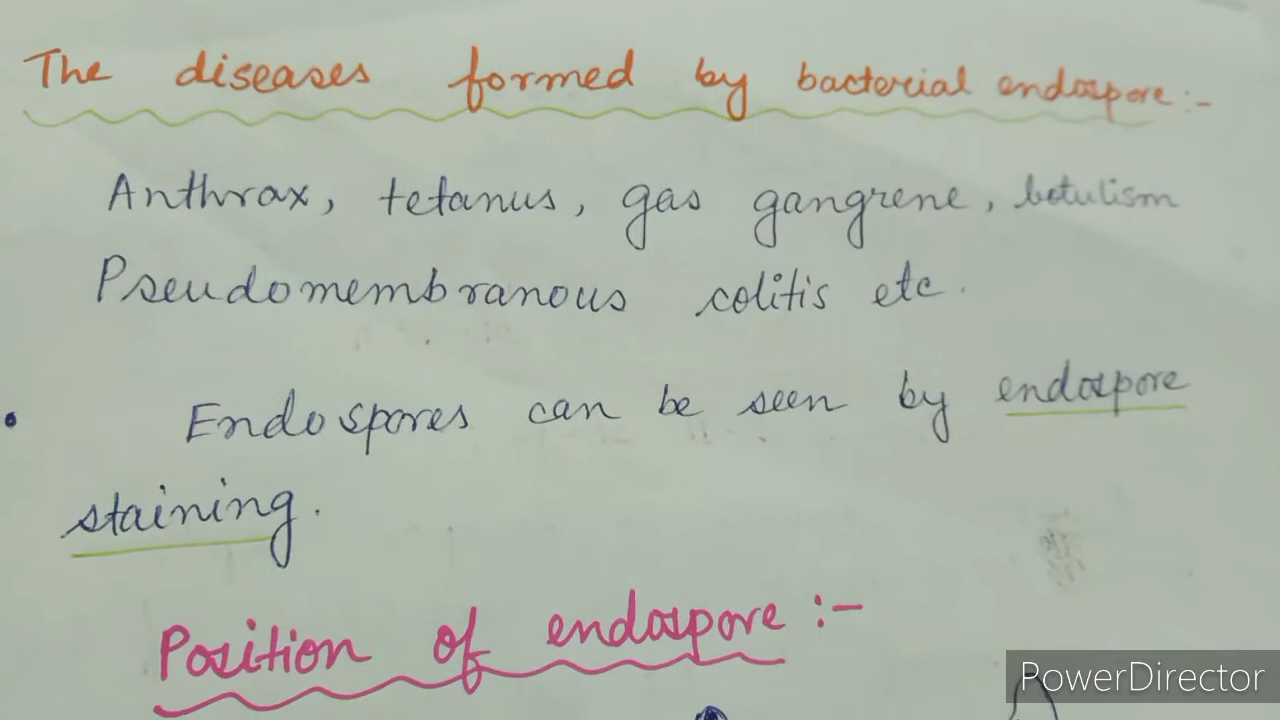 The diseases formed by bacterial endospore:-
Anthrax, tetanus, gas gangrene, botulism
Pseudomembranous colitis etc.
• Endospores can be seen by endospore
staining.
Position of endospore :-
PowerDirector